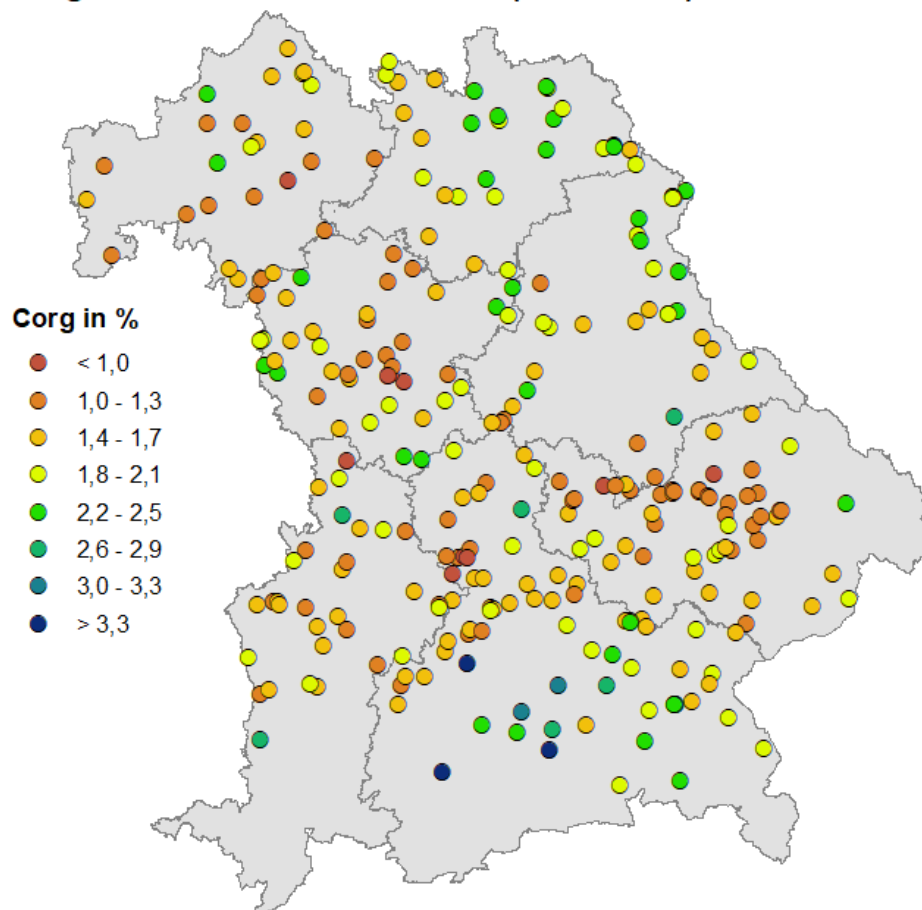 Corg in %
< 1,0
1,0 - 1,3
1,4 - 1,7
1,8 - 2,1
2,2 - 2,5
2,6 - 2,9
3,0 - 3,3
> 3,3